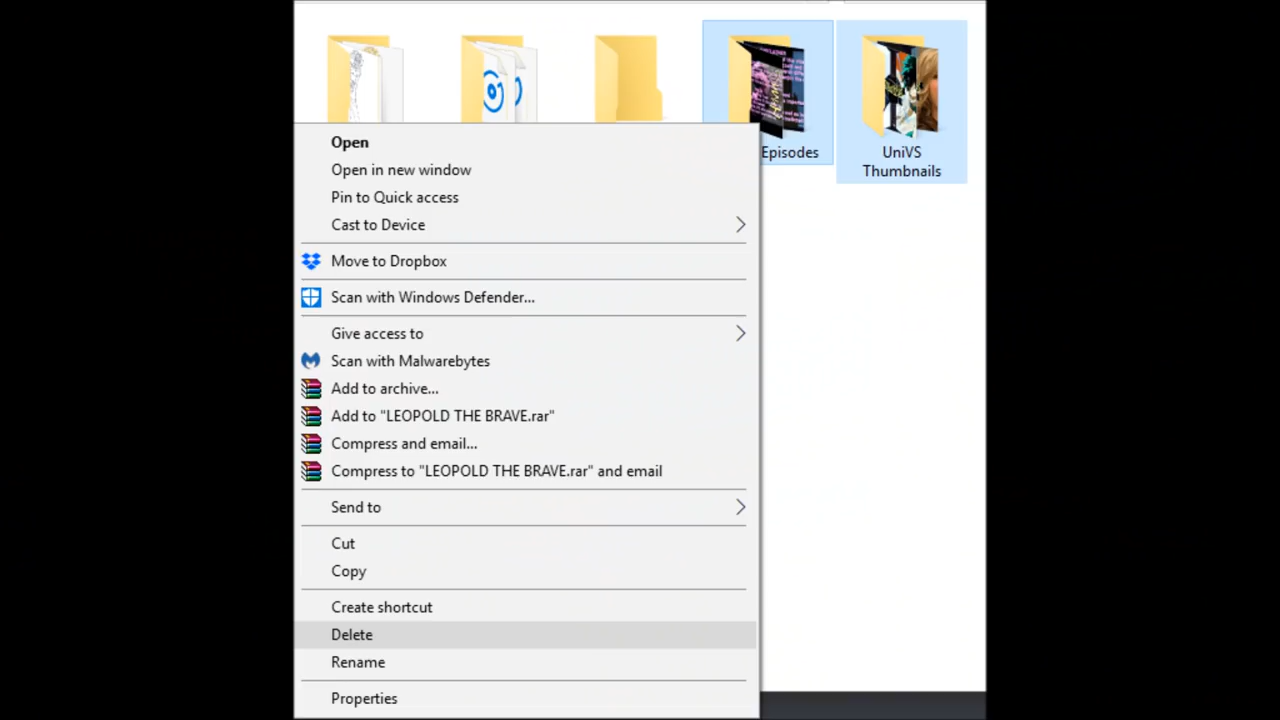 Episodes
UniVS
Thumbnails
Open
Open in new window
Pin to Quick access
Cast to Device
Move to Dropbox
Scan with Windows Defender...
Give access to
Scan with Malwarebytes
Add to archive...
Add to "LEOPOLD THE BRAVE.rar"
Compress and email...
Compress to "LEOPOLD THE BRAVE.rar" and email
Send to
Cut
Copy
Create shortcut
Delete
Rename
Properties